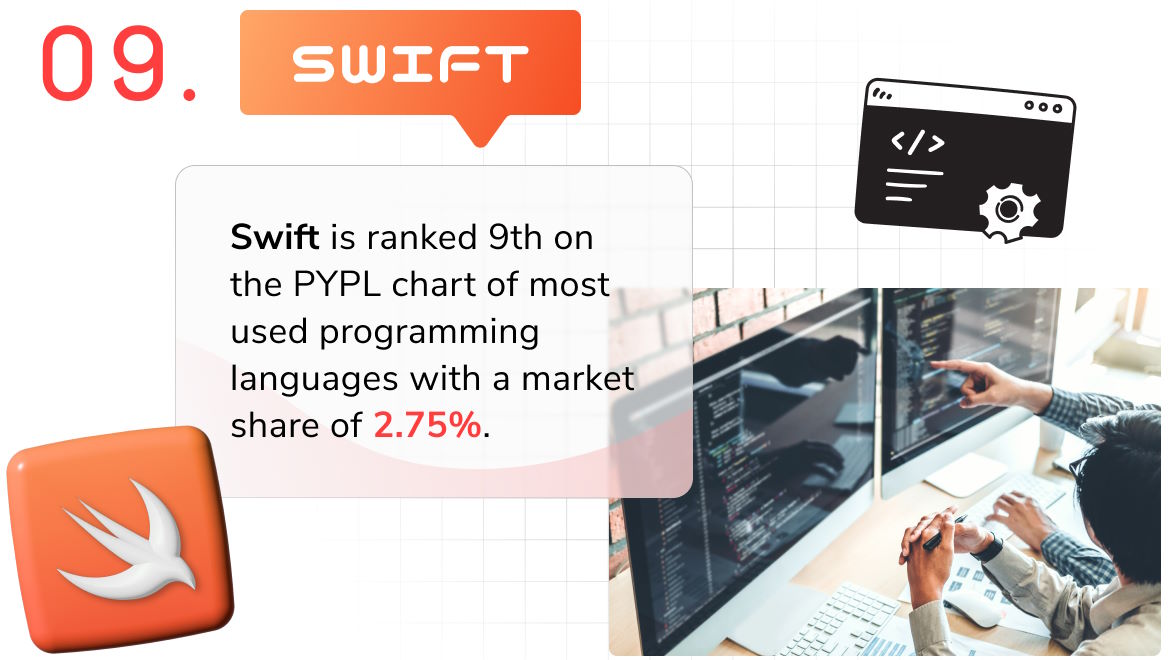 09.
SWIFT
</>
Swift is ranked 9th on
the PYPL chart of most
used programming
languages with a market
share of 2.75%.